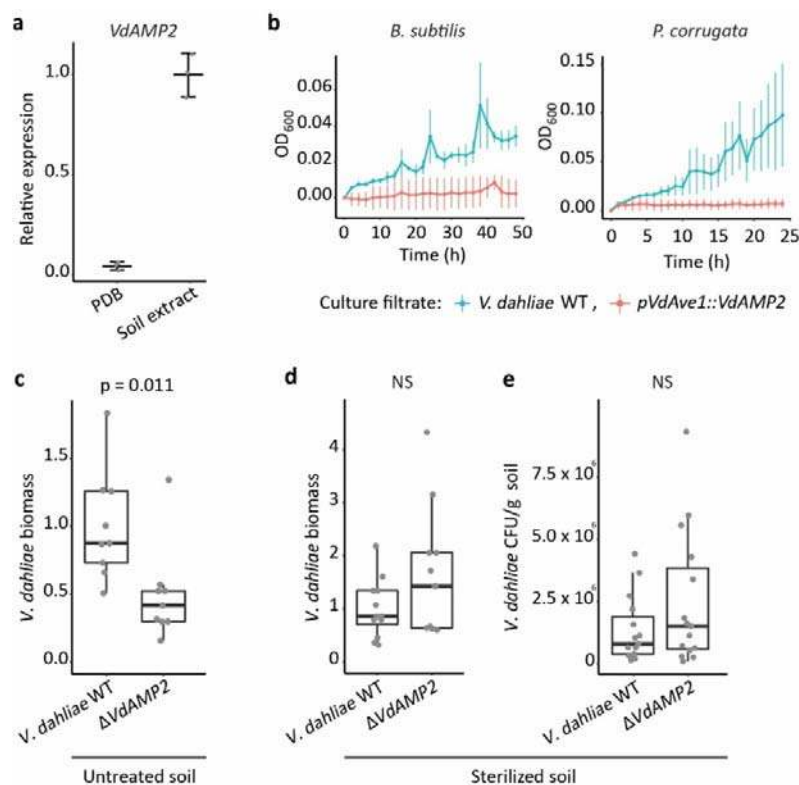 a
VdAMP2
Relative expression
1.0
0.5
0.0
PDB
Soil extract
b
B. subtilis
OD600
0.06
0.04
0.02
0.00
0 10 20 30 40 50
Time (h)
P. corrugata
OD600
0.15
0.10
0.05
0.00
0 5 10 15 20 25
Time (h)
Culture filtrate: V. dahliae WT , pVdAve1::VdAMP2
c
p = 0.011
V. dahliae biomass
1.5
1.0
0.5
0.0
V. dahliae WT
ΔVdAMP2
Untreated soil
d
NS
V. dahliae biomass
4
3
2
1
0
V. dahliae WT
ΔVdAMP2
e
NS
V. dahliae CFU/g soil
7.5 x 10⁶
5.0 x 10⁶
2.5 x 10⁶
0
V. dahliae WT
ΔVdAMP2
Sterilized soil